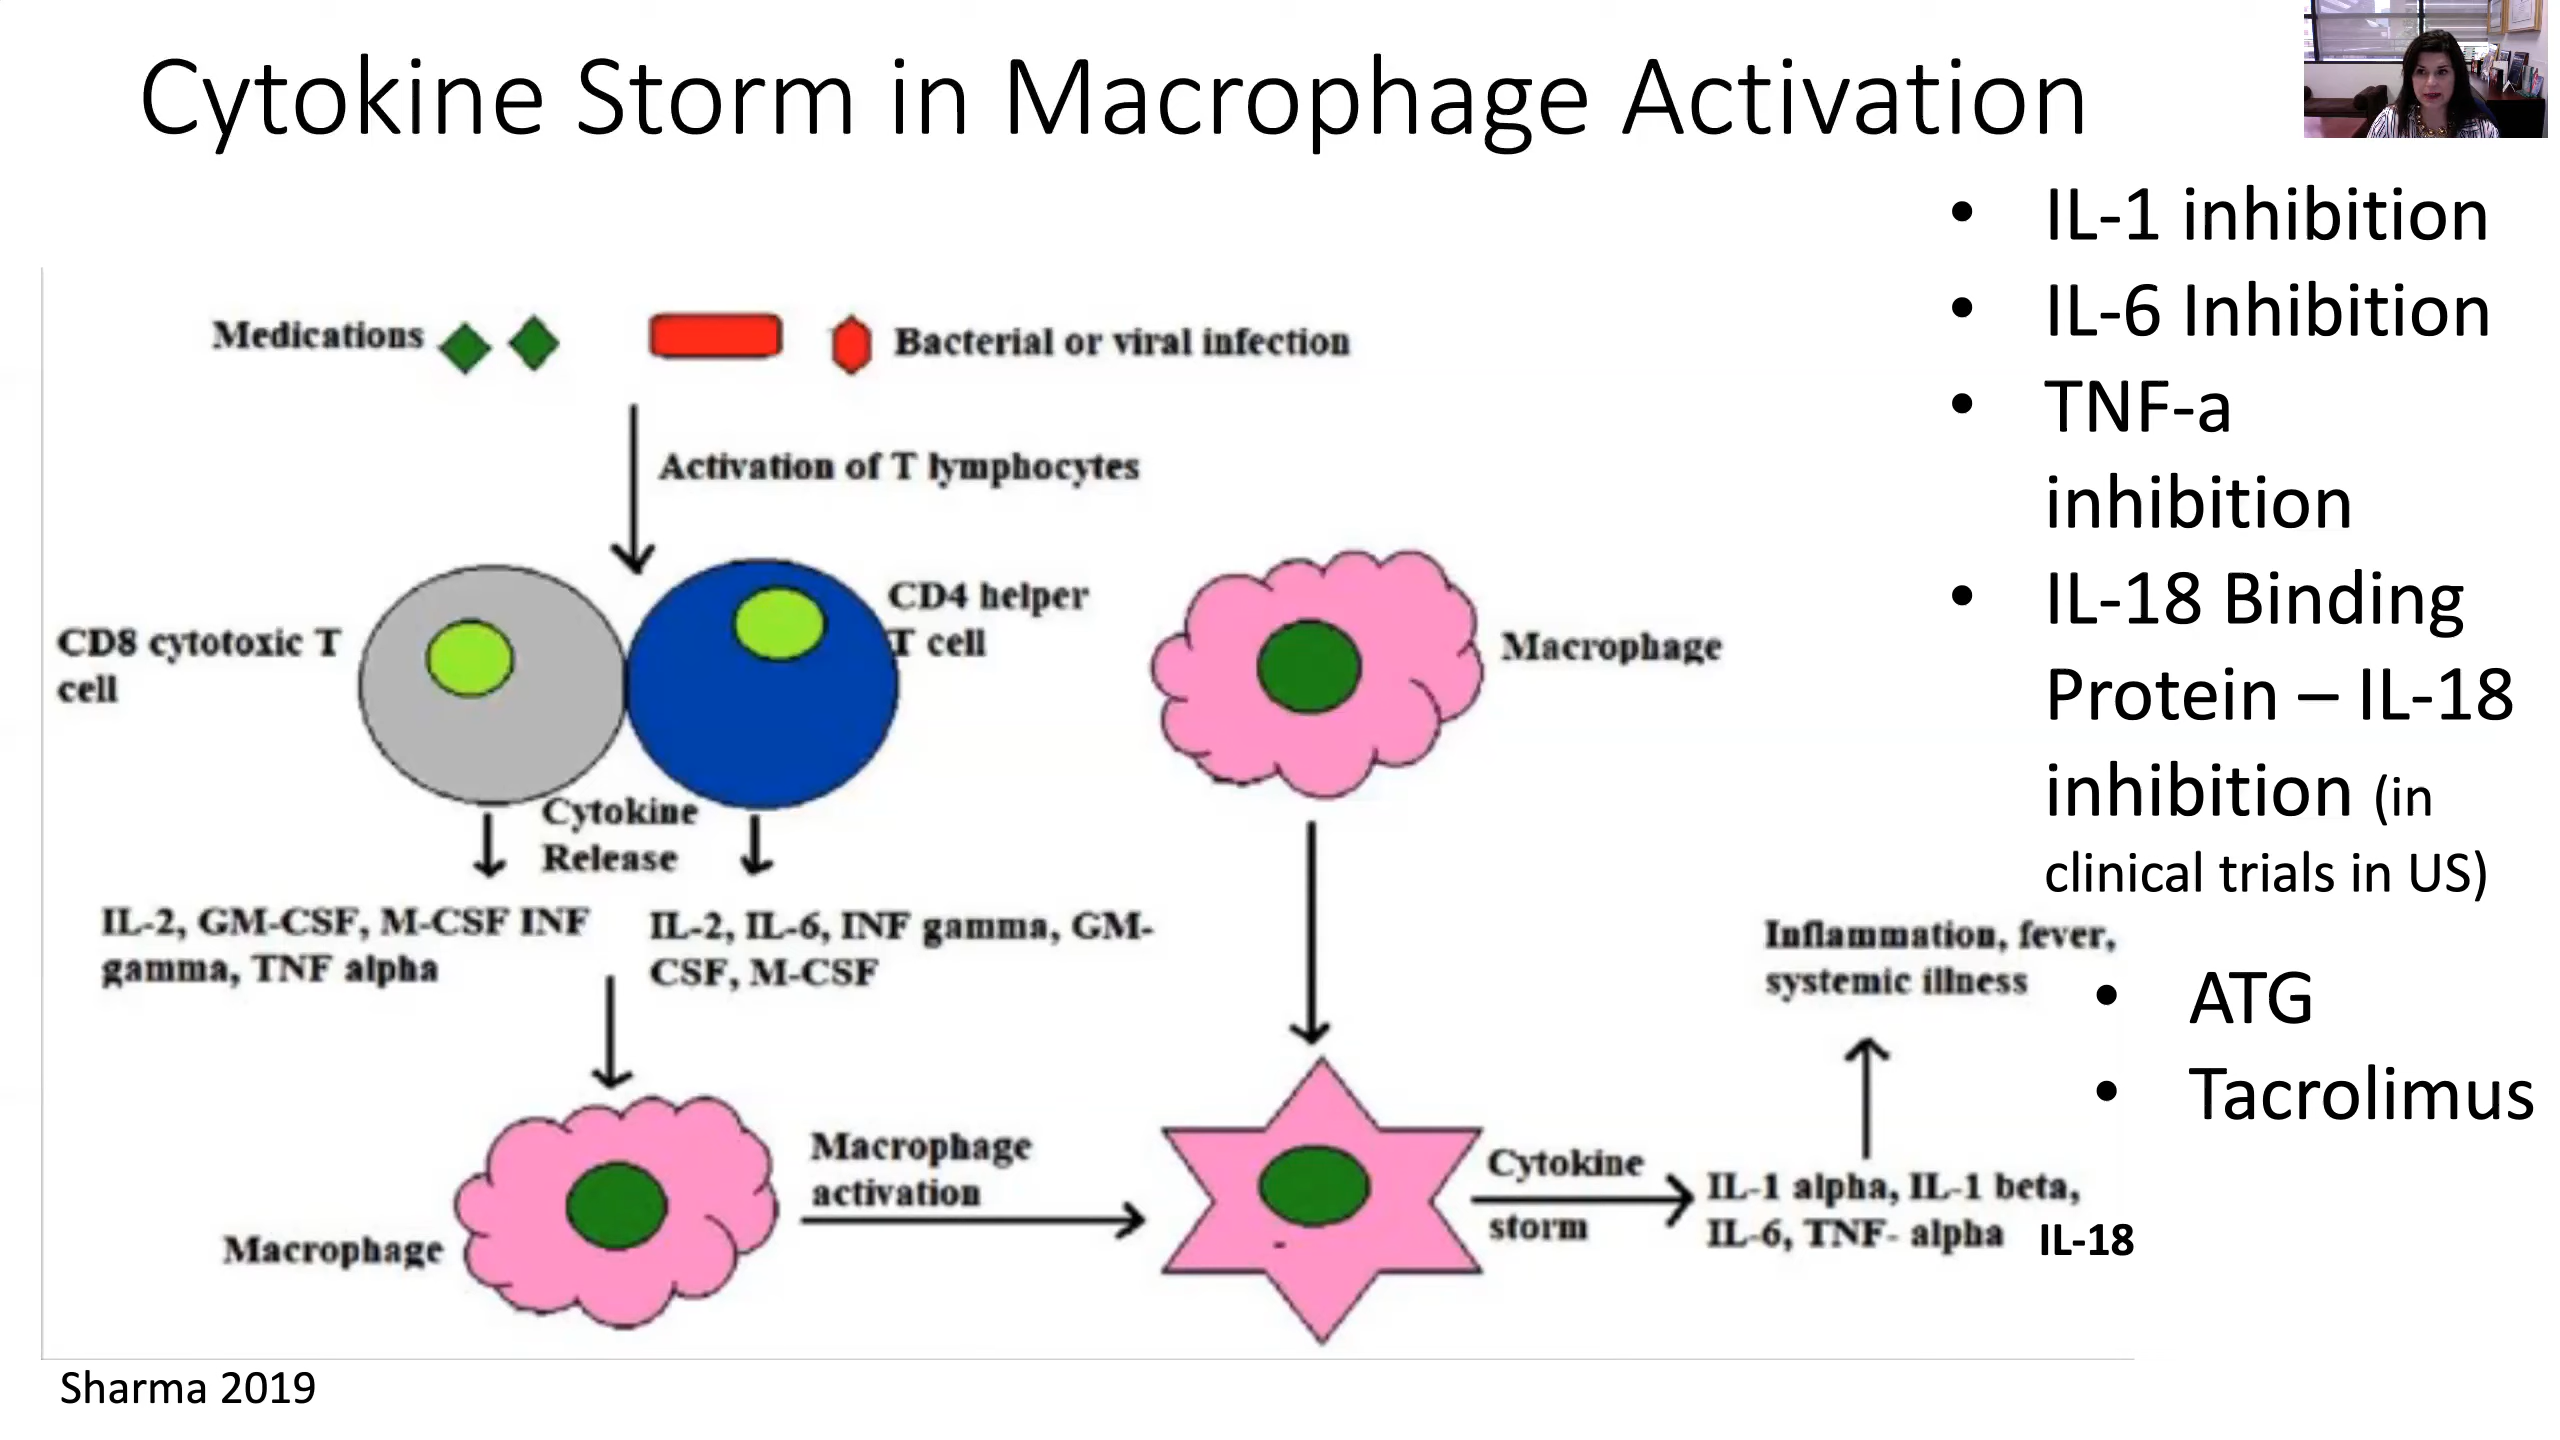 Cytokine Storm in Macrophage Activation
• IL-1 inhibition
• IL-6 Inhibition
• TNF-a
inhibition
• IL-18 Binding
Protein – IL-18
inhibition (in
clinical trials in US)
• ATG
• Tacrolimus
Medications
Bacterial or viral infection
Activation of T lymphocytes
CD8 cytotoxic T
cell
CD4 helper
T cell
Macrophage
Cytokine
Release
IL-2, GM-CSF, M-CSF INF
gamma, TNF alpha
IL-2, IL-6, INF gamma, GM-
CSF, M-CSF
Inflammation, fever,
systemic illness
Macrophage
Macrophage
activation
Cytokine
storm
IL-1 alpha, IL-1 beta,
IL-6, TNF- alpha IL-18
Sharma 2019